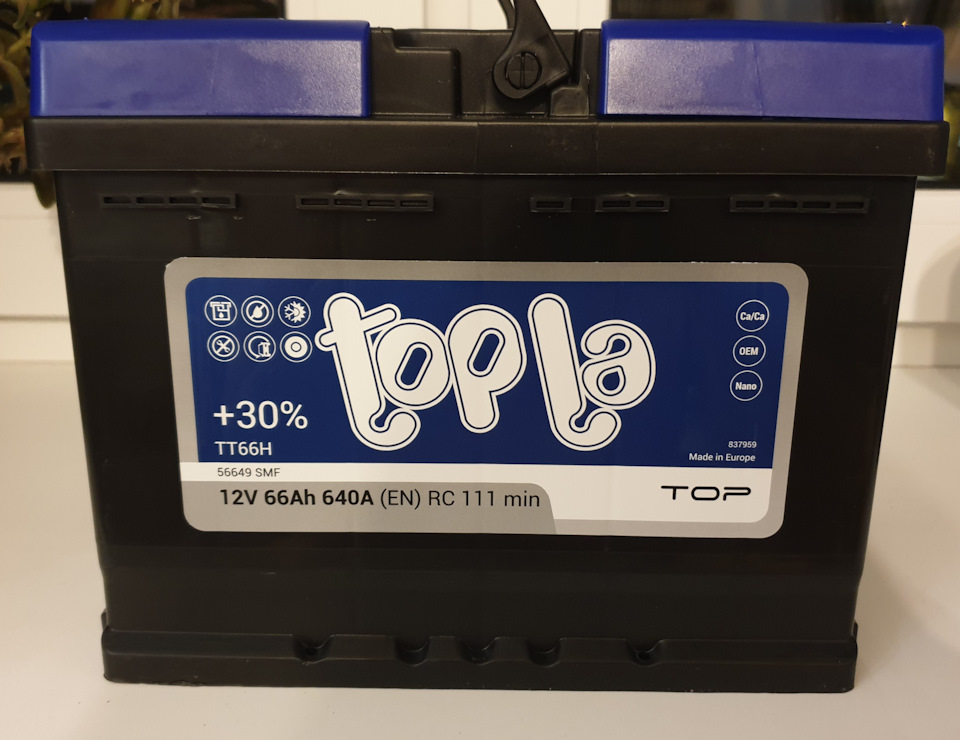 topla
Ca/Ca
OEM
Nano
+30%
TT66H
837959
Made in Europe
56649 SMF
12V 66Ah 640A (EN) RC 111 min
TOP